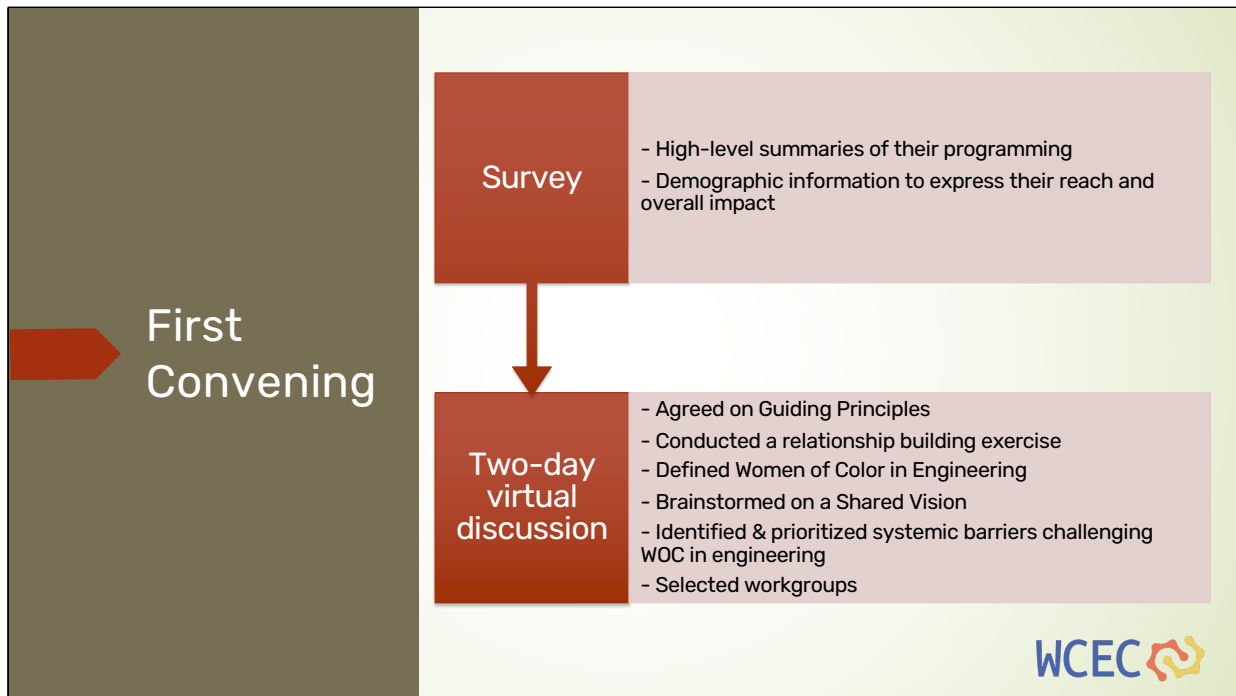 First
Convening
Survey
- High-level summaries of their programming
- Demographic information to express their reach and
overall impact
Two-day
virtual
discussion
- Agreed on Guiding Principles
- Conducted a relationship building exercise
- Defined Women of Color in Engineering
- Brainstormed on a Shared Vision
- Identified & prioritized systemic barriers challenging
WOC in engineering
- Selected workgroups
WCEC